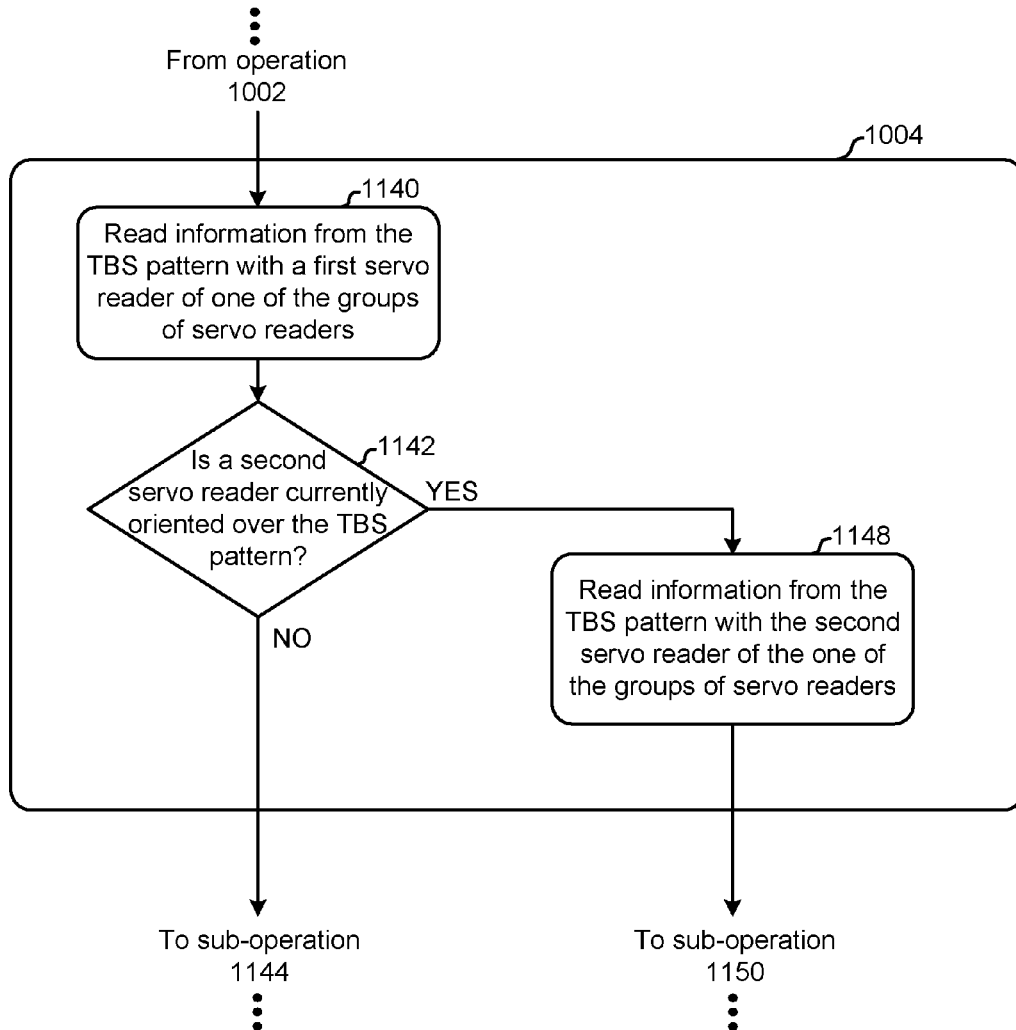 From operation
1002
1004
1140
Read information from the
TBS pattern with a first servo
reader of one of the groups
of servo readers
1142
Is a second
servo reader currently
oriented over the TBS
pattern?
YES
NO
1148
Read information from the
TBS pattern with the second
servo reader of the one of
the groups of servo readers
To sub-operation
1144
To sub-operation
1150